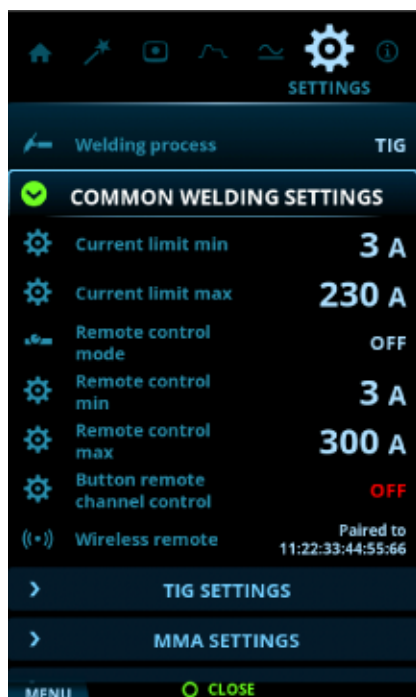 SETTINGS
Welding process TIG
COMMON WELDING SETTINGS
Current limit min 3 A
Current limit max 230 A
Remote control
mode OFF
Remote control
min 3 A
Remote control
max 300 A
Button remote
channel control OFF
Wireless remote Paired to
11:22:33:44:55:66
TIG SETTINGS
MMA SETTINGS
MENU CLOSE